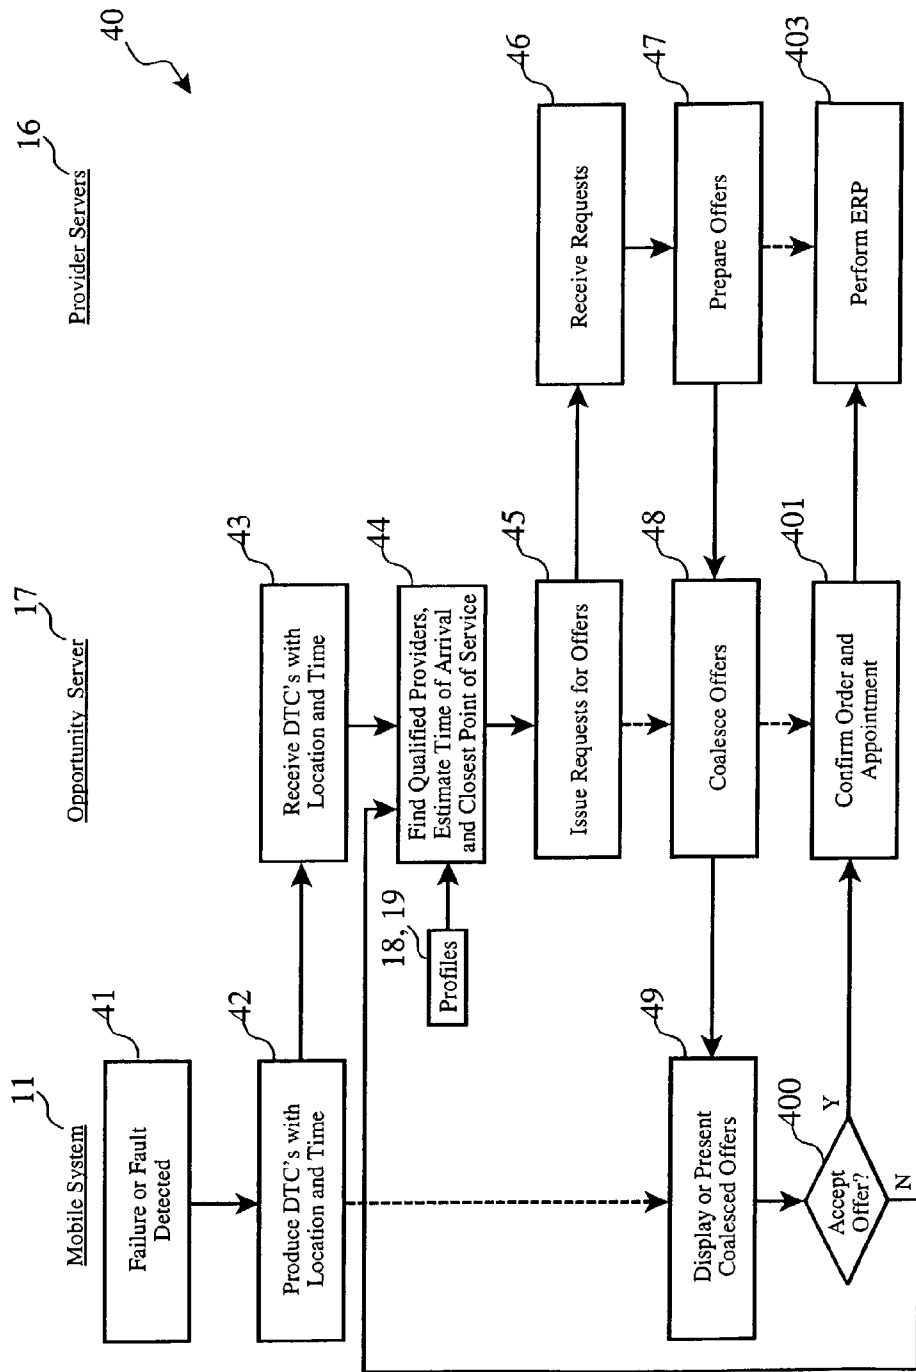 40
16
Provider Servers
17
Opportunity Server
11
Mobile System
41
Failure or Fault
Detected
42
Produce DTC's with
Location and Time
43
Receive DTC's with
Location and Time
44
Find Qualified Providers,
Estimate Time of Arrival
and Closest Point of Service
18, 19
Profiles
45
Issue Requests for Offers
46
Receive Requests
47
Prepare Offers
48
Coalesce Offers
49
Display or Present
Coalesced Offers
400
Accept
Offer?
Y
N
401
Confirm Order and
Appointment
403
Perform ERP